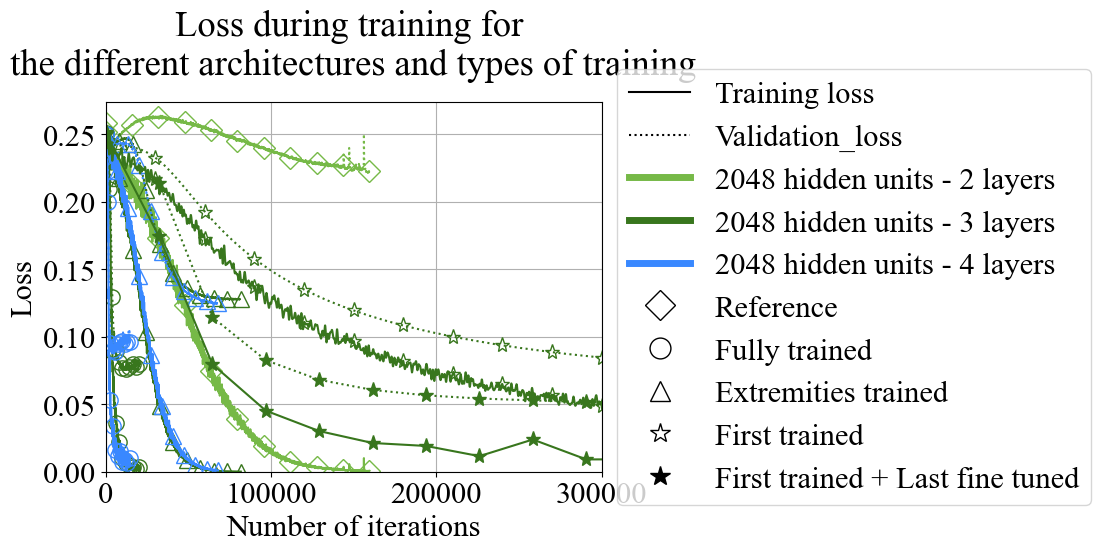 Loss during training for
the different architectures and types of training
0.25
0.20
0.15
0.10
0.05
0.00
Loss
0
100000
200000
300000
Number of iterations
Training loss
Validation_loss
2048 hidden units - 2 layers
2048 hidden units - 3 layers
2048 hidden units - 4 layers
Reference
Fully trained
Extremities trained
First trained
First trained + Last fine tuned